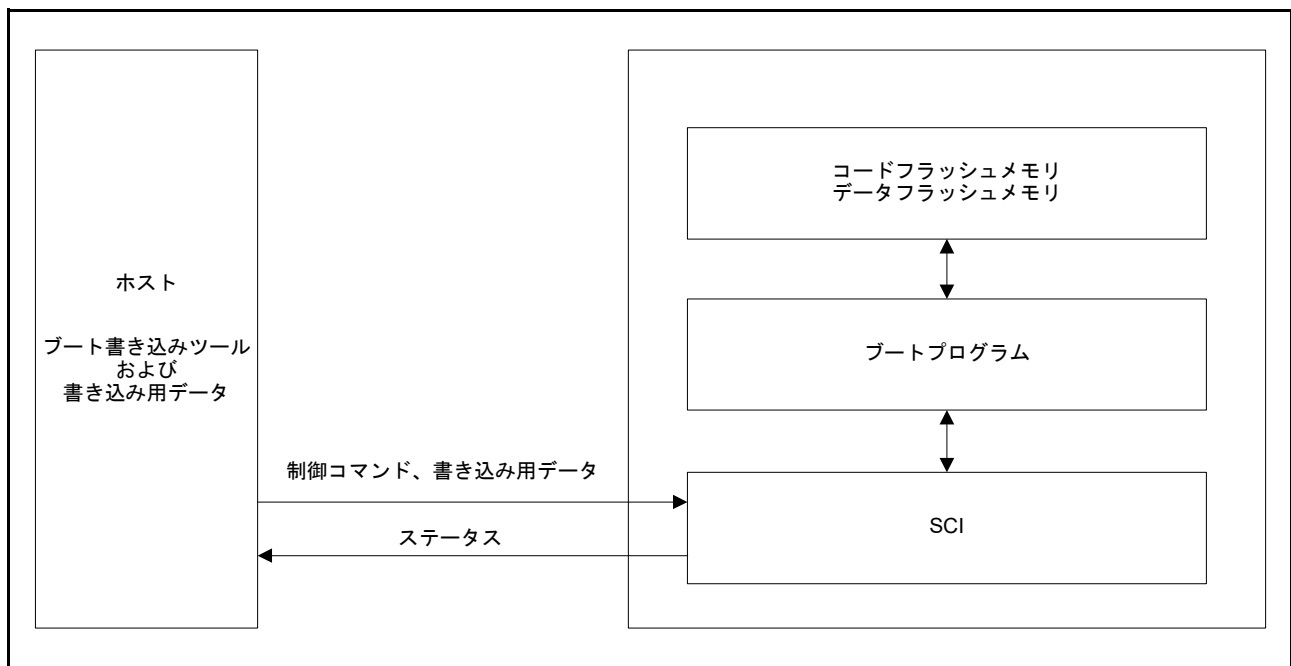 ホスト
ブート書き込みツール
および
書き込み用データ
制御コマンド、書き込み用データ
ステータス
コードフラッシュメモリ
データフラッシュメモリ
ブートプログラム
SCI